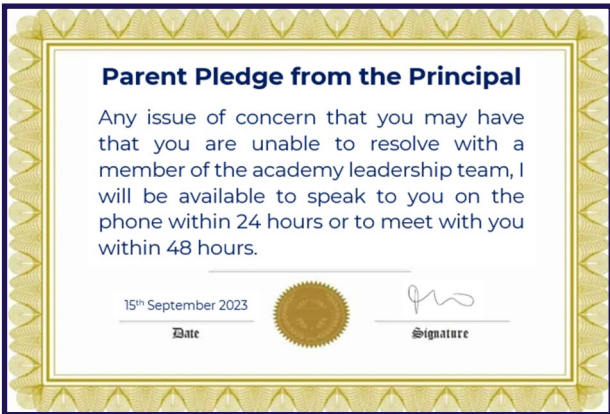 Parent Pledge from the Principal
Any issue of concern that you may have
that you are unable to resolve with a
member of the academy leadership team, I
will be available to speak to you on the
phone within 24 hours or to meet with you
within 48 hours.
15th September 2023
Date
Signature